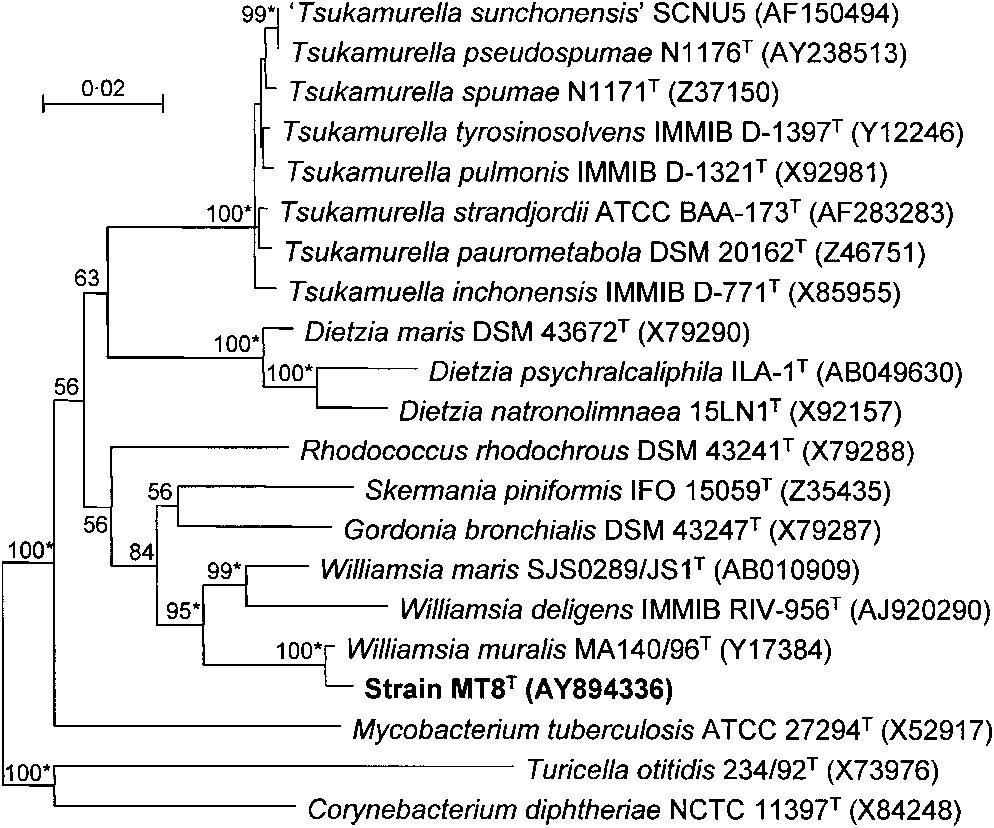 99*
'Tsukamurella sunchonensis' SCNU5 (AF150494)
Tsukamurella pseudospumae N1176ᵀ (AY238513)
0·02
Tsukamurella spumae N1171ᵀ (Z37150)
Tsukamurella tyrosinosolvens IMMIB D-1397ᵀ (Y12246)
Tsukamurella pulmonis IMMIB D-1321ᵀ (X92981)
100*
Tsukamurella strandjordii ATCC BAA-173ᵀ (AF283283)
Tsukamurella paurometabola DSM 20162ᵀ (Z46751)
63
Tsukamuella inchonensis IMMIB D-771ᵀ (X85955)
Dietzia maris DSM 43672ᵀ (X79290)
100*
100*
Dietzia psychralcaliphila ILA-1ᵀ (AB049630)
56
Dietzia natronolimnaea 15LN1ᵀ (X92157)
Rhodococcus rhodochrous DSM 43241ᵀ (X79288)
56
Skermania piniformis IFO 15059ᵀ (Z35435)
56
Gordonia bronchialis DSM 43247ᵀ (X79287)
100*
84
99*
Williamsia maris SJS0289/JS1ᵀ (AB010909)
95*
Williamsia deligens IMMIB RIV-956ᵀ (AJ920290)
100*
Williamsia muralis MA140/96ᵀ (Y17384)
Strain MT8ᵀ (AY894336)
Mycobacterium tuberculosis ATCC 27294ᵀ (X52917)
100*
Turicella otitidis 234/92ᵀ (X73976)
Corynebacterium diphtheriae NCTC 11397ᵀ (X84248)